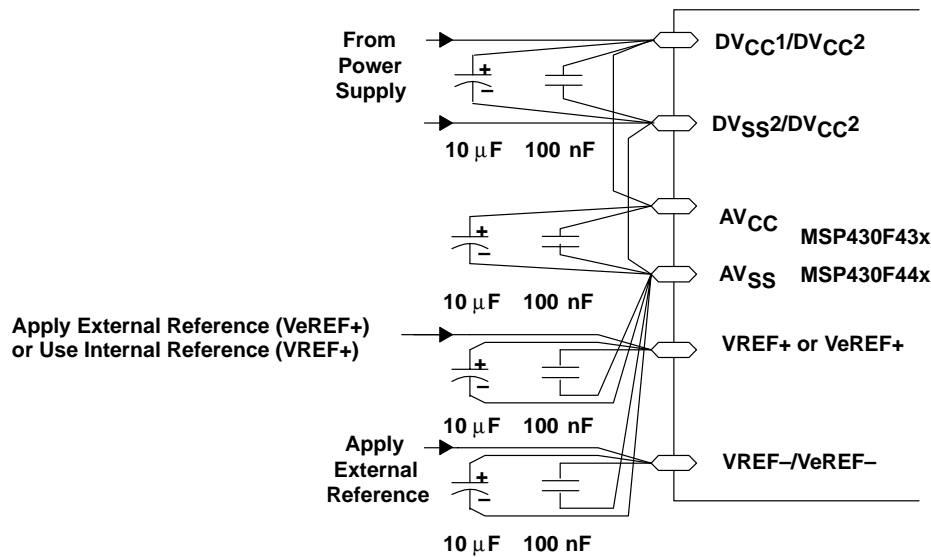 From
Power
Supply
DVCC1/DVCC2
+
−
DVSS2/DVCC2
10 μF 100 nF
AVCC
MSP430F43x
+
−
AVSS MSP430F44x
10 μF 100 nF
Apply External Reference (VeREF+)
or Use Internal Reference (VREF+)
VREF+ or VeREF+
+
−
10 μF 100 nF
Apply
External
Reference
VREF–/VeREF–
+
−
10 μF 100 nF